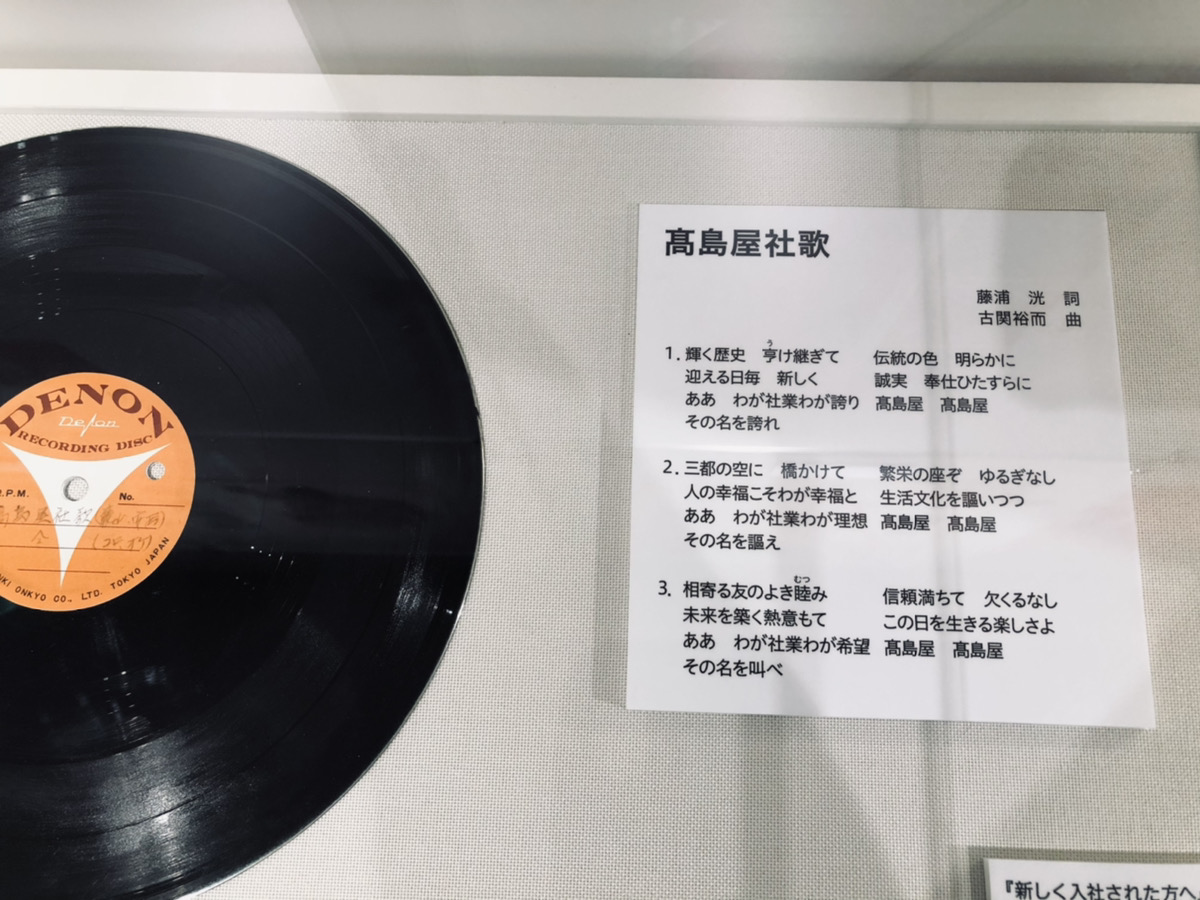 DENON
Denon
RECORDING DISC
R.P.M.
No.
ONKYO CO., LTD. TOKYO JAPAN
髙島屋社歌
藤浦　洸　詞
古関裕而　曲
1. 輝く歴史　亨け継ぎて　伝統の色　明らかに
う
迎える日毎　新しく　誠実　奉仕ひたすらに
ああ　わが社業わが誇り　髙島屋　髙島屋
その名を誇れ
2. 三都の空に　橋かけて　繁栄の座ぞ　ゆるぎなし
人の幸福こそわが幸福と　生活文化を謳いつつ
ああ　わが社業わが理想　髙島屋　髙島屋
その名を謳え
3. 相寄る友のよき睦み　信頼満ちて　欠くるなし
むつ
未来を築く熱意もて　この日を生きる楽しさよ
ああ　わが社業わが希望　髙島屋　髙島屋
その名を叫べ
『新しく入社された方へ